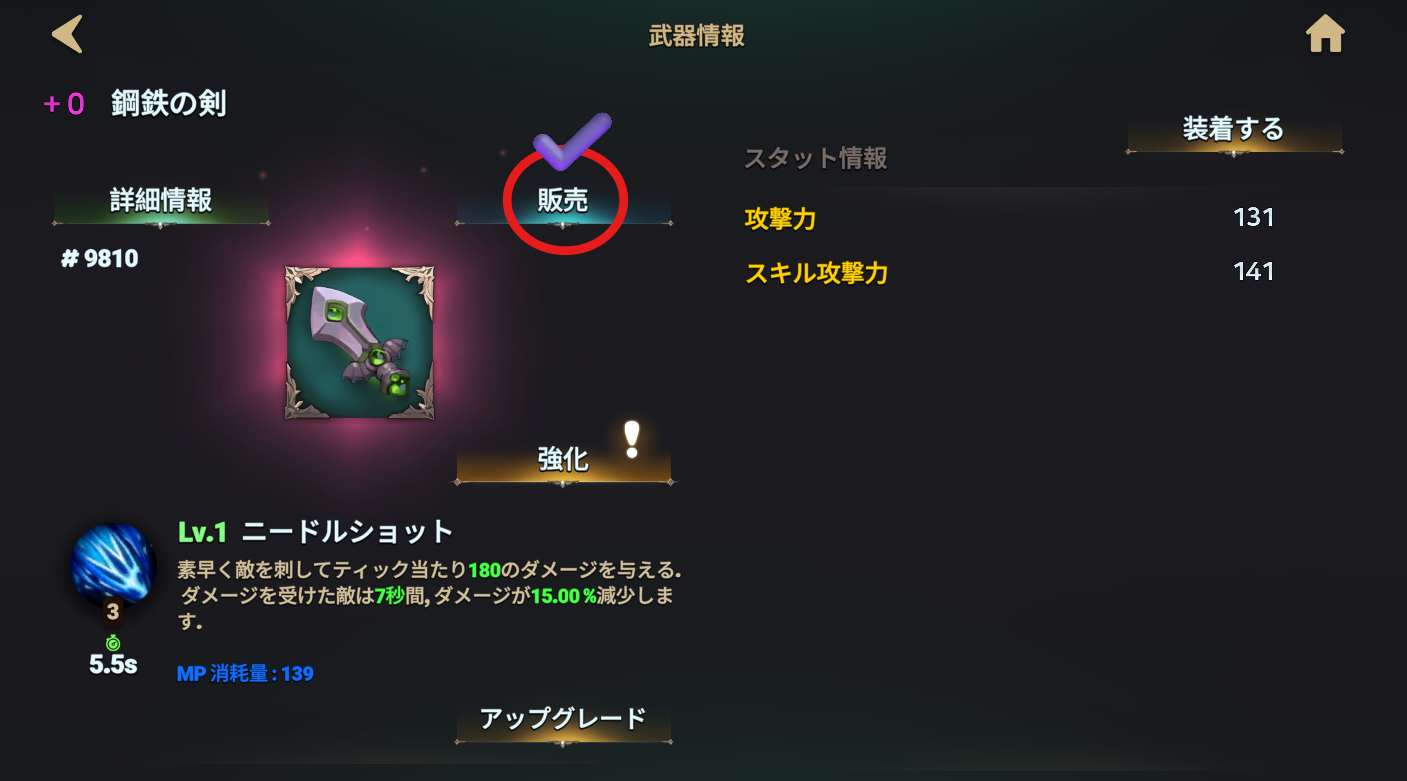 武器情報
+0 鋼鉄の剣
装着する
詳細情報
販売
スタット情報
#9810
攻撃力 131
スキル攻撃力 141
強化
Lv.1 ニードルショット
素早く敵を刺してティック当たり180のダメージを与える.
ダメージを受けた敵は7秒間, ダメージが15.00%減少しま
す.
3
5.5s
MP 消耗量 : 139
アップグレード